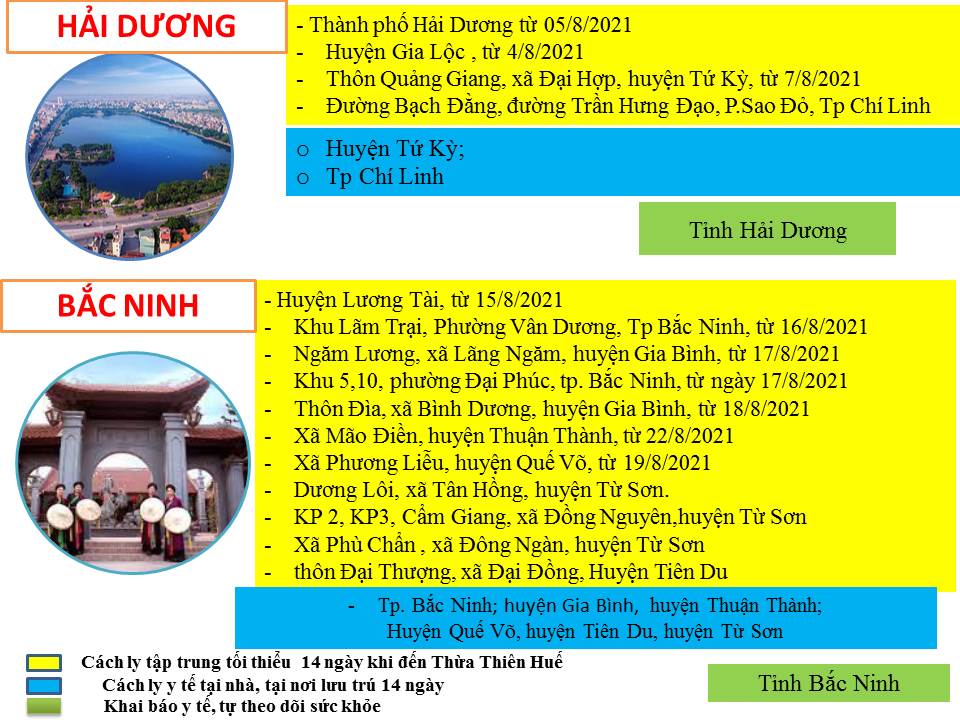 HẢI DƯƠNG
- Thành phố Hải Dương từ 05/8/2021
- Huyện Gia Lộc , từ 4/8/2021
- Thôn Quảng Giang, xã Đại Hợp, huyện Tứ Kỳ, từ 7/8/2021
- Đường Bạch Đằng, đường Trần Hưng Đạo, P.Sao Đỏ, Tp Chí Linh
o Huyện Tứ Kỳ;
o Tp Chí Linh
Tỉnh Hải Dương
BẮC NINH
- Huyện Lương Tài, từ 15/8/2021
- Khu Lãm Trại, Phường Vân Dương, Tp Bắc Ninh, từ 16/8/2021
- Ngăm Lương, xã Lãng Ngăm, huyện Gia Bình, từ 17/8/2021
- Khu 5,10, phường Đại Phúc, tp. Bắc Ninh, từ ngày 17/8/2021
- Thôn Đìa, xã Bình Dương, huyện Gia Bình, từ 18/8/2021
- Xã Mão Điền, huyện Thuận Thành, từ 22/8/2021
- Xã Phương Liễu, huyện Quế Võ, từ 19/8/2021
- Dương Lôi, xã Tân Hồng, huyện Từ Sơn.
- KP 2, KP3, Cẩm Giang, xã Đồng Nguyên,huyện Từ Sơn
- Xã Phù Chẩn , xã Đông Ngàn, huyện Từ Sơn
- thôn Đại Thượng, xã Đại Đồng, Huyện Tiên Du
- Tp. Bắc Ninh; huyện Gia Bình, huyện Thuận Thành;
Huyện Quế Võ, huyện Tiên Du, huyện Từ Sơn
Cách ly tập trung tối thiểu 14 ngày khi đến Thừa Thiên Huế
Cách ly y tế tại nhà, tại nơi lưu trú 14 ngày
Khai báo y tế, tự theo dõi sức khỏe
Tỉnh Bắc Ninh